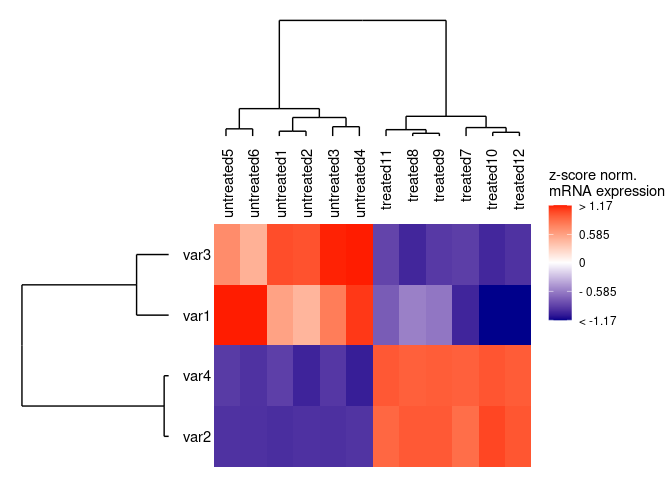 untreated5
untreated6
untreated1
untreated2
untreated3
untreated4
treated11
treated8
treated9
treated7
treated10
treated12
z-score norm.
mRNA expression
> 1.17
0.585
0
- 0.585
< -1.17
var3
var1
var4
var2